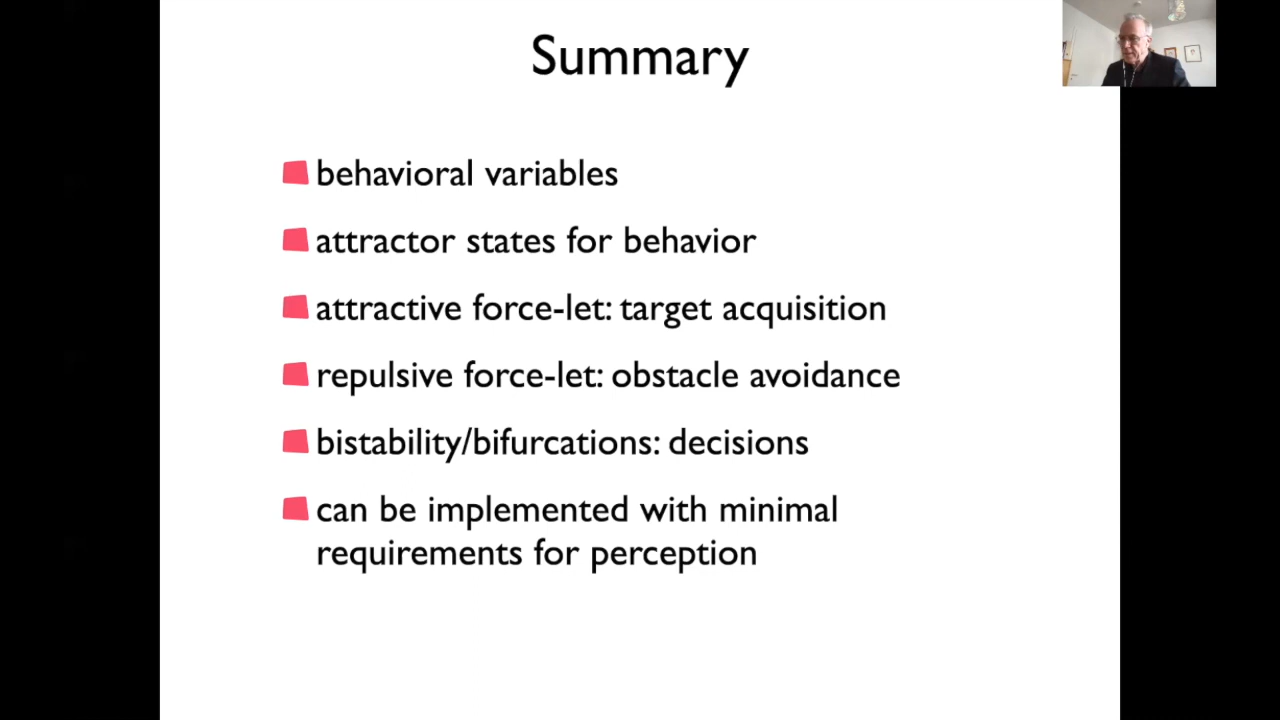 Summary
behavioral variables
attractor states for behavior
attractive force-let: target acquisition
repulsive force-let: obstacle avoidance
bistability/bifurcations: decisions
can be implemented with minimal
requirements for perception